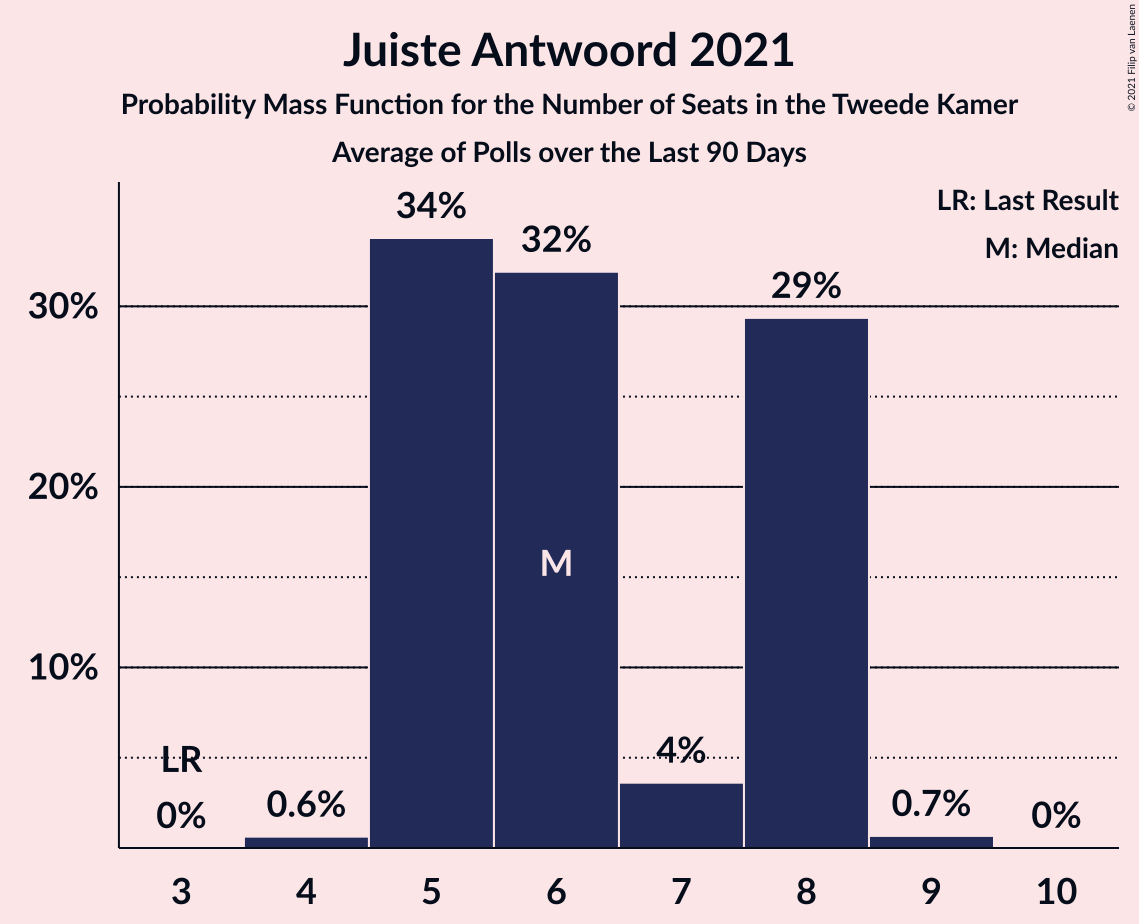 Juiste Antwoord 2021
Probability Mass Function for the Number of Seats in the Tweede Kamer
Average of Polls over the Last 90 Days
© 2021 Filip van Laenen
LR: Last Result
M: Median
34%
32%
29%
30%
20%
M
10%
LR
4%
0%
0.6%
0.7%
0%
3 4 5 6 7 8 9 10